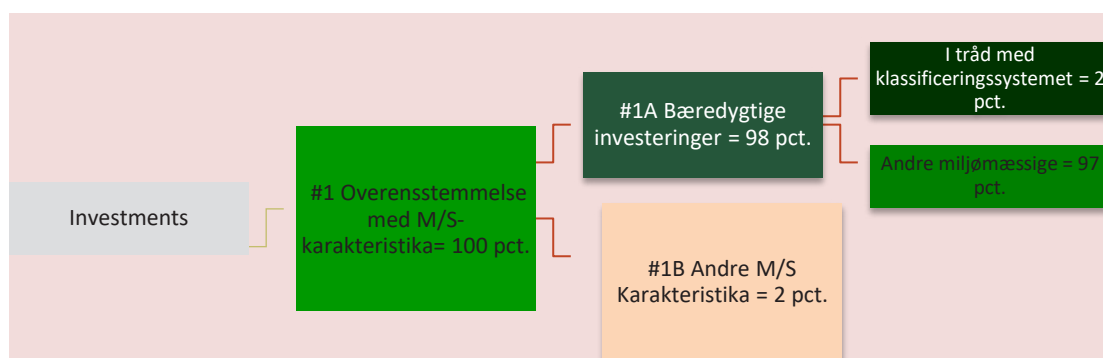 Investments
#1 Overensstemmelse
med M/S-
karakteristika= 100 pct.
#1A Bæredygtige
investeringer = 98 pct.
#1B Andre M/S
Karakteristika = 2 pct.
I tråd med
klassificeringssystemet = 2
pct.
Andre miljømæssige = 97
pct.